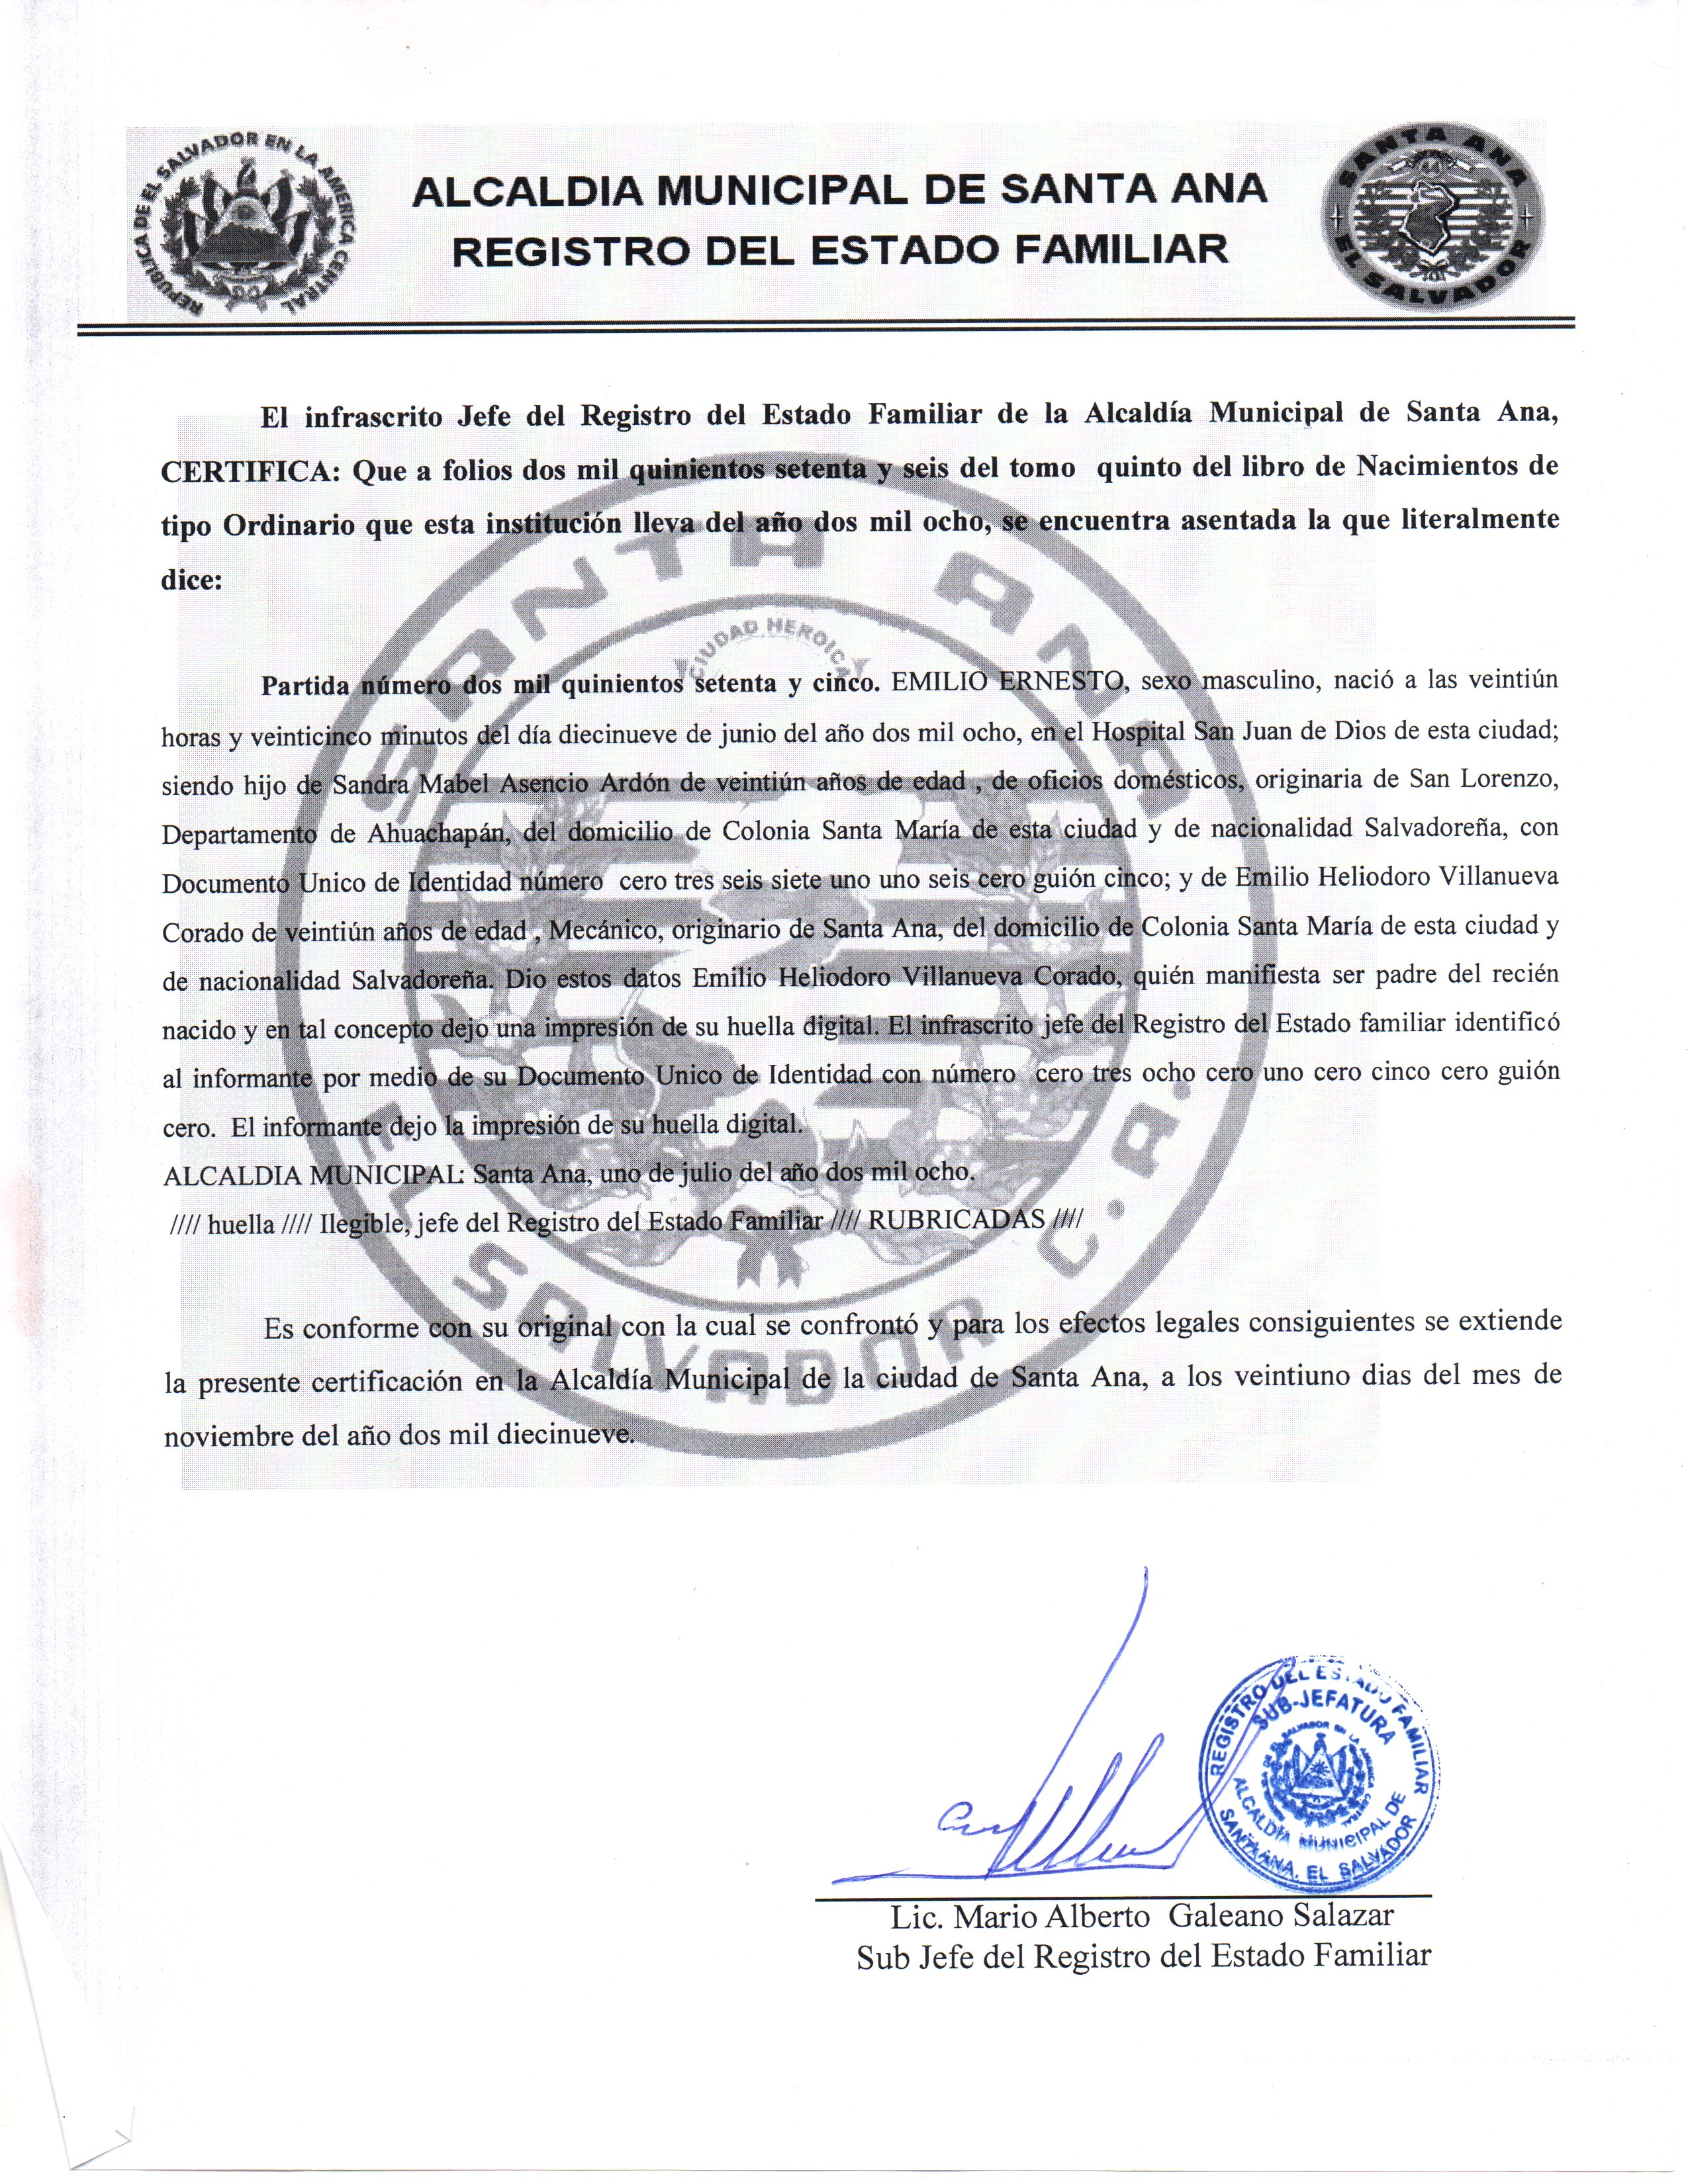 REPUBLICA DE EL SALVADOR EN LA AMERICA CENTRAL
ALCALDIA MUNICIPAL DE SANTA ANA
REGISTRO DEL ESTADO FAMILIAR
SANTA ANA
EL SALVADOR
El infrascrito Jefe del Registro del Estado Familiar de la Alcaldía Municipal de Santa Ana,
CERTIFICA: Que a folios dos mil quinientos setenta y seis del tomo quinto del libro de Nacimientos de
tipo Ordinario que esta institución lleva del año dos mil ocho, se encuentra asentada la que literalmente
dice:
SANTA ANA
CIUDAD HEROICA
EL SALVADOR C.A.
Partida número dos mil quinientos setenta y cinco. EMILIO ERNESTO, sexo masculino, nació a las veintiún
horas y veinticinco minutos del día diecinueve de junio del año dos mil ocho, en el Hospital San Juan de Dios de esta ciudad;
siendo hijo de Sandra Mabel Asencio Ardón de veintiún años de edad , de oficios domésticos, originaria de San Lorenzo,
Departamento de Ahuachapán, del domicilio de Colonia Santa María de esta ciudad y de nacionalidad Salvadoreña, con
Documento Unico de Identidad número cero tres seis siete uno uno seis cero guión cinco; y de Emilio Heliodoro Villanueva
Corado de veintiún años de edad , Mecánico, originario de Santa Ana, del domicilio de Colonia Santa María de esta ciudad y
de nacionalidad Salvadoreña. Dio estos datos Emilio Heliodoro Villanueva Corado, quién manifiesta ser padre del recién
nacido y en tal concepto dejo una impresión de su huella digital. El infrascrito jefe del Registro del Estado familiar identificó
al informante por medio de su Documento Unico de Identidad con número cero tres ocho cero uno cero cinco cero guión
cero. El informante dejo la impresión de su huella digital.
ALCALDIA MUNICIPAL: Santa Ana, uno de julio del año dos mil ocho.
//// huella //// Ilegible, jefe del Registro del Estado Familiar //// RUBRICADAS ////
Es conforme con su original con la cual se confrontó y para los efectos legales consiguientes se extiende
la presente certificación en la Alcaldía Municipal de la ciudad de Santa Ana, a los veintiuno dias del mes de
noviembre del año dos mil diecinueve.
REGISTRO DEL ESTADO FAMILIAR
SUB-JEFATURA
ALCALDIA MUNICIPAL DE
SANTA ANA, EL SALVADOR
Lic. Mario Alberto Galeano Salazar
Sub Jefe del Registro del Estado Familiar